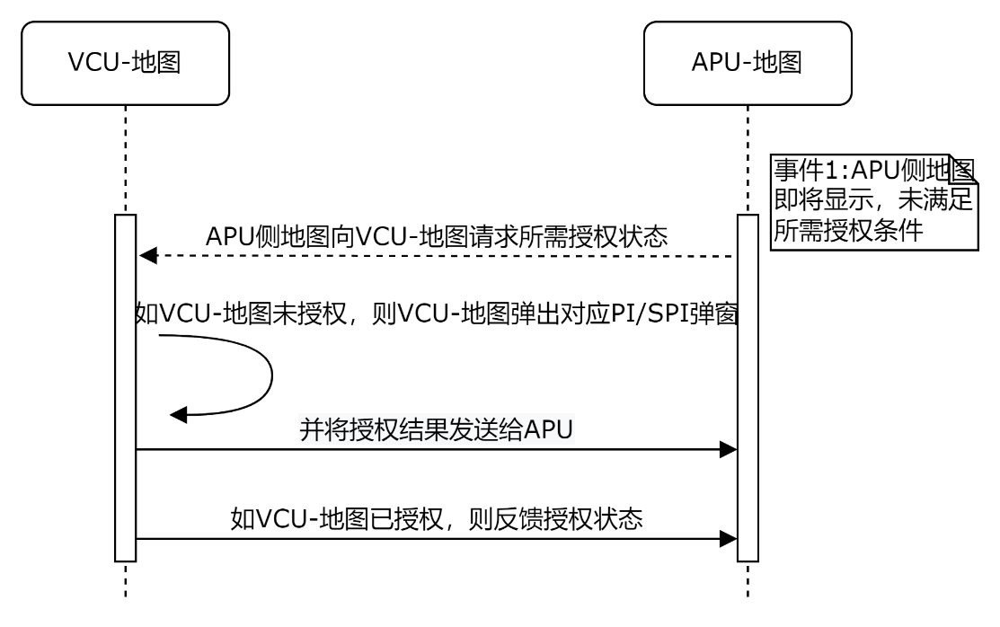 VCU-地图
APU-地图
事件1:APU侧地图
即将显示，未满足
所需授权条件
APU侧地图向VCU-地图请求所需授权状态
如VCU-地图未授权，则VCU-地图弹出对应PI/SPI弹窗
并将授权结果发送给APU
如VCU-地图已授权，则反馈授权状态